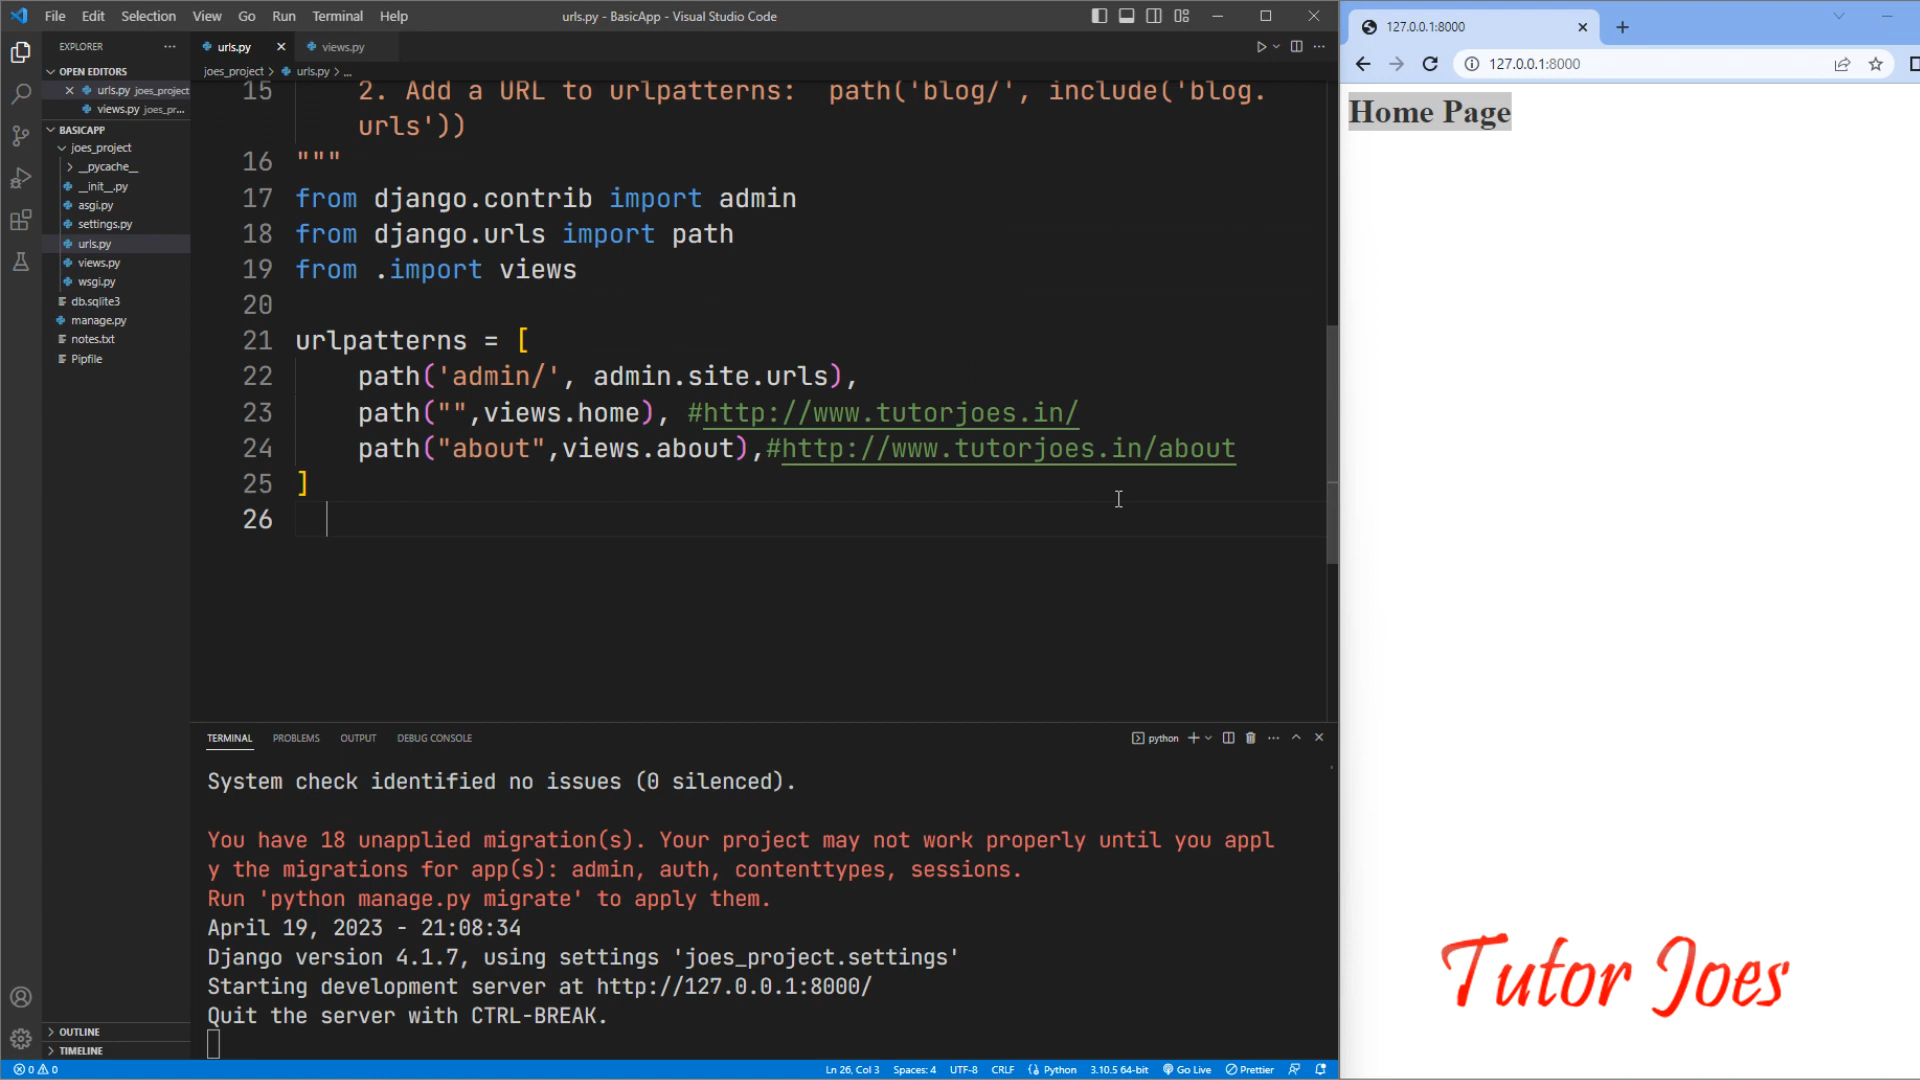 File Edit Selection View Go Run Terminal Help
urls.py - BasicApp - Visual Studio Code
EXPLORER
OPEN EDITORS
urls.py joes_project
views.py joes_pr...
BASICAPP
joes_project
__pycache__
__init__.py
asgi.py
settings.py
urls.py
views.py
wsgi.py
db.sqlite3
manage.py
notes.txt
Pipfile
OUTLINE
TIMELINE
urls.py
views.py
joes_project > urls.py > ...
15 2. Add a URL to urlpatterns:  path('blog/', include('blog.
urls'))
16 """
17 from django.contrib import admin
18 from django.urls import path
19 from .import views
20
21 urlpatterns = [
22 path('admin/', admin.site.urls),
23 path("",views.home), #http://www.tutorjoes.in/
24 path("about",views.about),#http://www.tutorjoes.in/about
25 ]
26
TERMINAL PROBLEMS OUTPUT DEBUG CONSOLE
python
System check identified no issues (0 silenced).
You have 18 unapplied migration(s). Your project may not work properly until you appl
y the migrations for app(s): admin, auth, contenttypes, sessions.
Run 'python manage.py migrate' to apply them.
April 19, 2023 - 21:08:34
Django version 4.1.7, using settings 'joes_project.settings'
Starting development server at http://127.0.0.1:8000/
Quit the server with CTRL-BREAK.
0 0
Ln 26, Col 3 Spaces: 4 UTF-8 CRLF Python 3.10.5 64-bit Go Live Prettier
127.0.0.1:8000
127.0.0.1:8000
Home Page
Tutor Joes